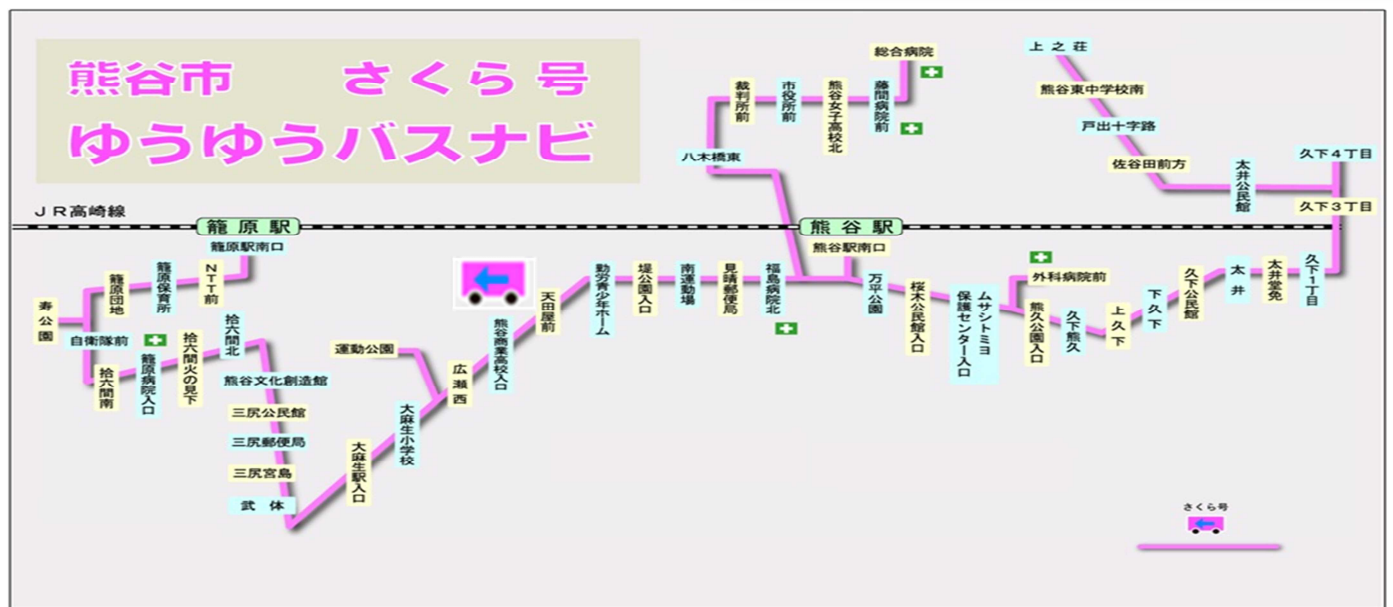 熊谷市 さくら号
ゆうゆうバスナビ
総合病院
藤間病院前
熊谷女子高校北
市役所前
裁判所前
八木橋東
上之荘
熊谷東中学校南
戸出十字路
佐谷田前方
太井公民館
久下４丁目
久下３丁目
ＪＲ高崎線
籠原駅
熊谷駅
籠原駅南口
ＮＴＴ前
籠原保育所
籠原団地
寿公園
自衛隊前
拾六間南
籠原病院入口
拾六間火の見下
拾六間北
熊谷文化創造館
三尻公民館
三尻郵便局
三尻宮島
武体
大麻生駅入口
大麻生小学校
運動公園
広瀬西
熊谷商業高校入口
天田屋前
勤労青少年ホーム
堤公園入口
南運動場
見晴郵便局
福島病院北
熊谷駅南口
万平公園
桜木公民館入口
ムサシトミヨ
保護センター入口
外科病院前
熊久公園入口
久下熊久
上久下
下久下
久下公民館
太井
太井堂免
久下１丁目
さくら号